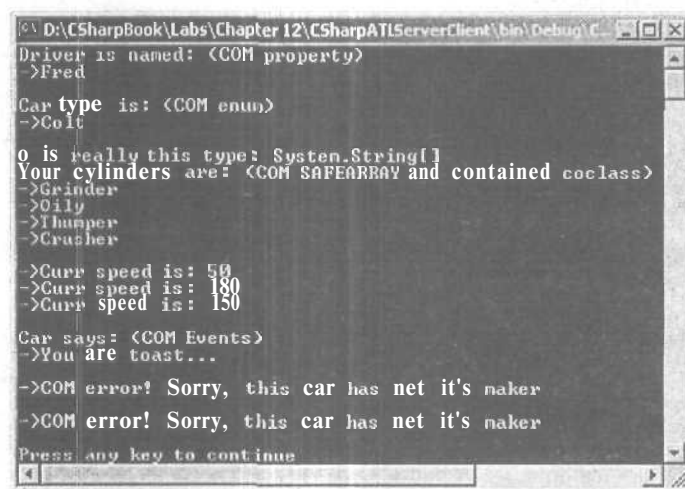 D:\CSharpBook\Labs\Chapter 12\CSharpATLServerClient\bin\Debug\C...
Driver is named: (COM property)
->Fred
Car type is: (COM enum)
->Colt
o is really this type: System.String[]
Your cylinders are: (COM SAFEARRAY and contained coclass)
->Grinder
->Oily
->Thumper
->Crusher
->Curr speed is: 50
->Curr speed is: 180
->Curr speed is: 150
Car says: (COM Events)
->You are toast...
->COM error! Sorry, this car has net it's maker
->COM error! Sorry, this car has net it's maker
Press any key to continue